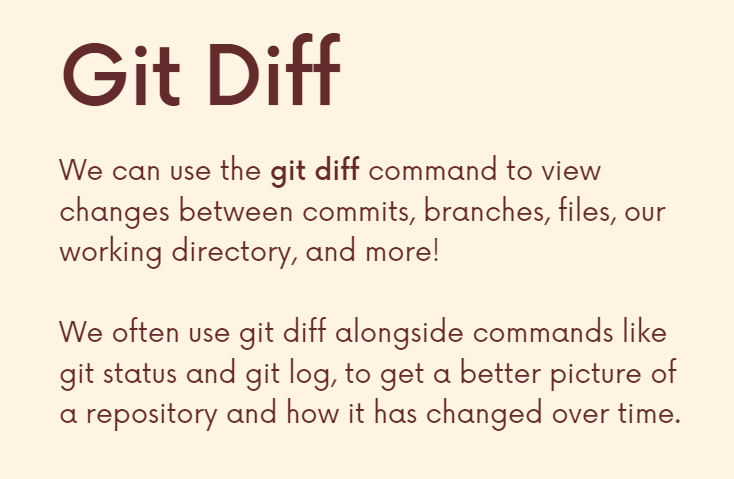 Git Diff
We can use the git diff command to view
changes between commits, branches, files, our
working directory, and more!
We often use git diff alongside commands like
git status and git log, to get a better picture of
a repository and how it has changed over time.